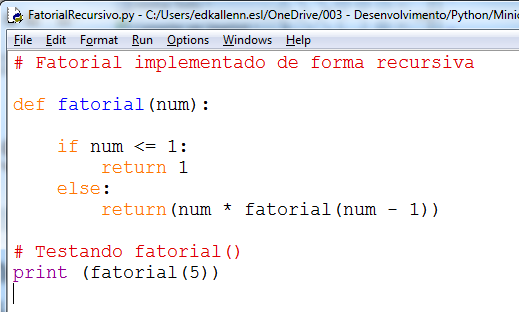 FatorialRecursivo.py - C:/Users/edkallenn.esl/OneDrive/003 - Desenvolvimento/Python/Minic
File Edit Format Run Options Windows Help
# Fatorial implementado de forma recursiva
def fatorial(num):
    if num <= 1:
        return 1
    else:
        return(num * fatorial(num - 1))
# Testando fatorial()
print (fatorial(5))